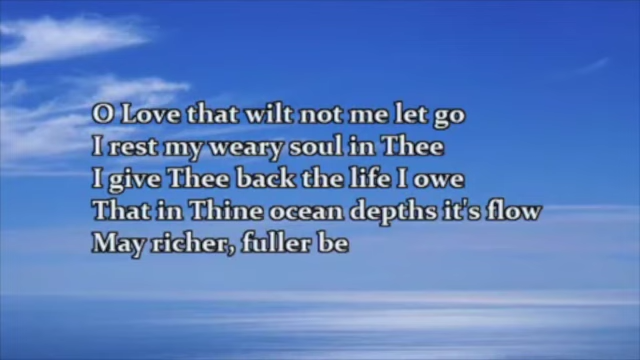 O Love that wilt not me let go
I rest my weary soul in Thee
I give Thee back the life I owe
That in Thine ocean depths it's flow
May richer, fuller be